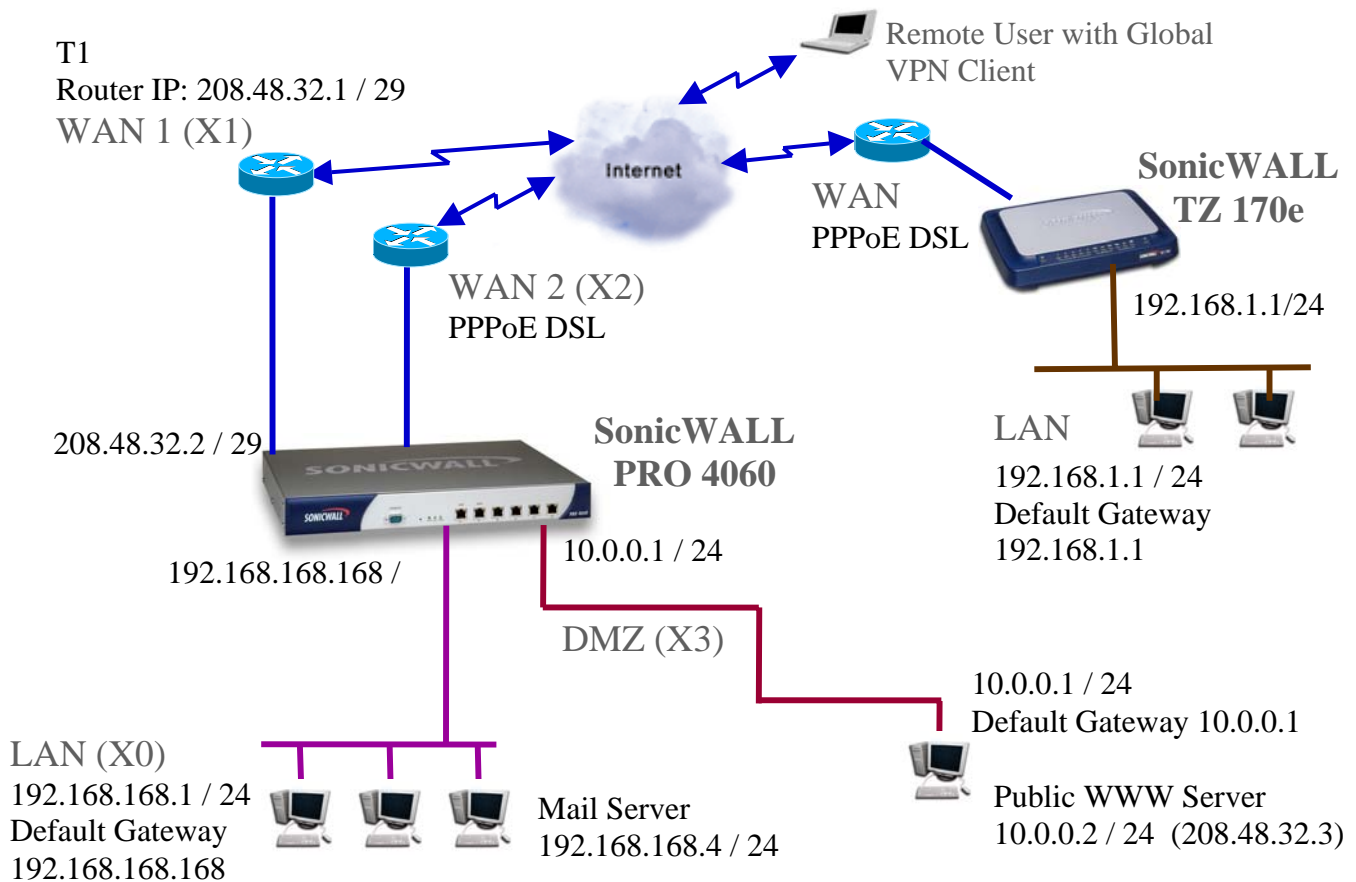 T1
Router IP: 208.48.32.1 / 29
WAN 1 (X1)
Remote User with Global
VPN Client
Internet
WAN
PPPoE DSL
SonicWALL
TZ 170e
WAN 2 (X2)
PPPoE DSL
192.168.1.1/24
208.48.32.2 / 29
SonicWALL
PRO 4060
SONICWALL
SONICWALL
LAN
192.168.1.1 / 24
Default Gateway
192.168.1.1
192.168.168.168 /
10.0.0.1 / 24
DMZ (X3)
10.0.0.1 / 24
Default Gateway 10.0.0.1
LAN (X0)
192.168.168.1 / 24
Default Gateway
192.168.168.168
Mail Server
192.168.168.4 / 24
Public WWW Server
10.0.0.2 / 24 (208.48.32.3)